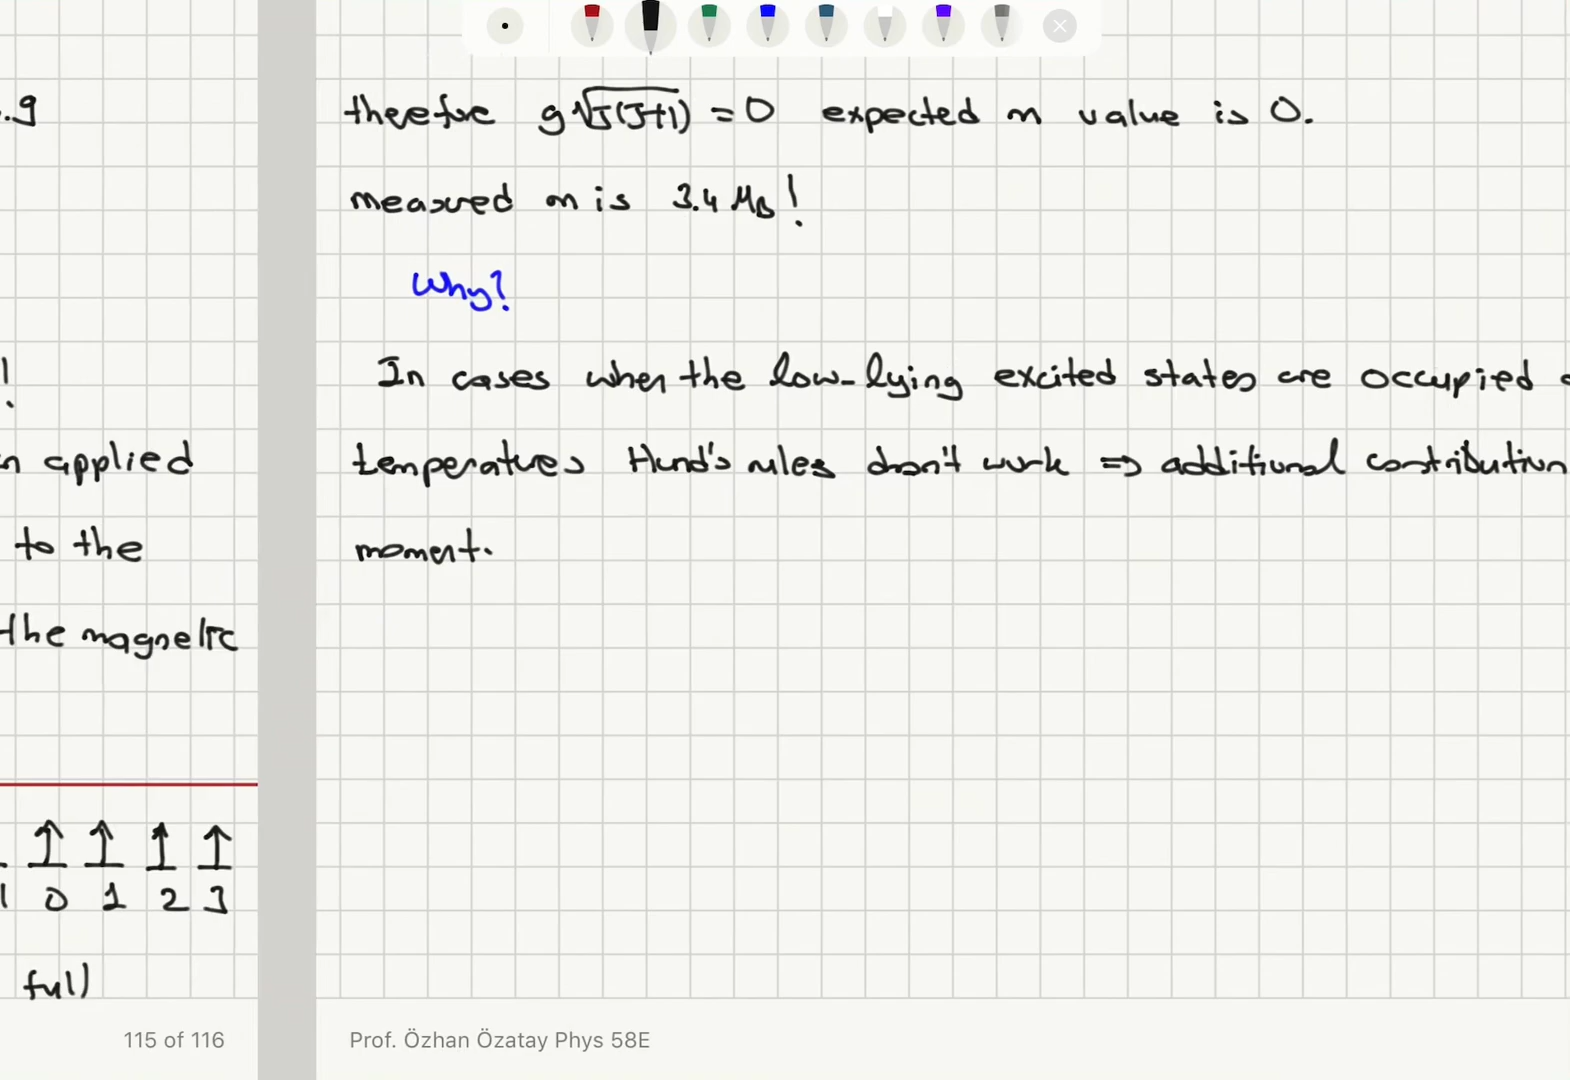 .9
!
n applied
to the
the magnetic
0 1 2 3
full
115 of 116
therefore g√J(J+1) = 0 expected m value is 0.
measured m is 3.4 μB!
Why?
In cases when the low-lying excited states are occupied
temperatures Hund's rules don't work ⇒ additional contribution
moment.
Prof. Özhan Özatay Phys 58E